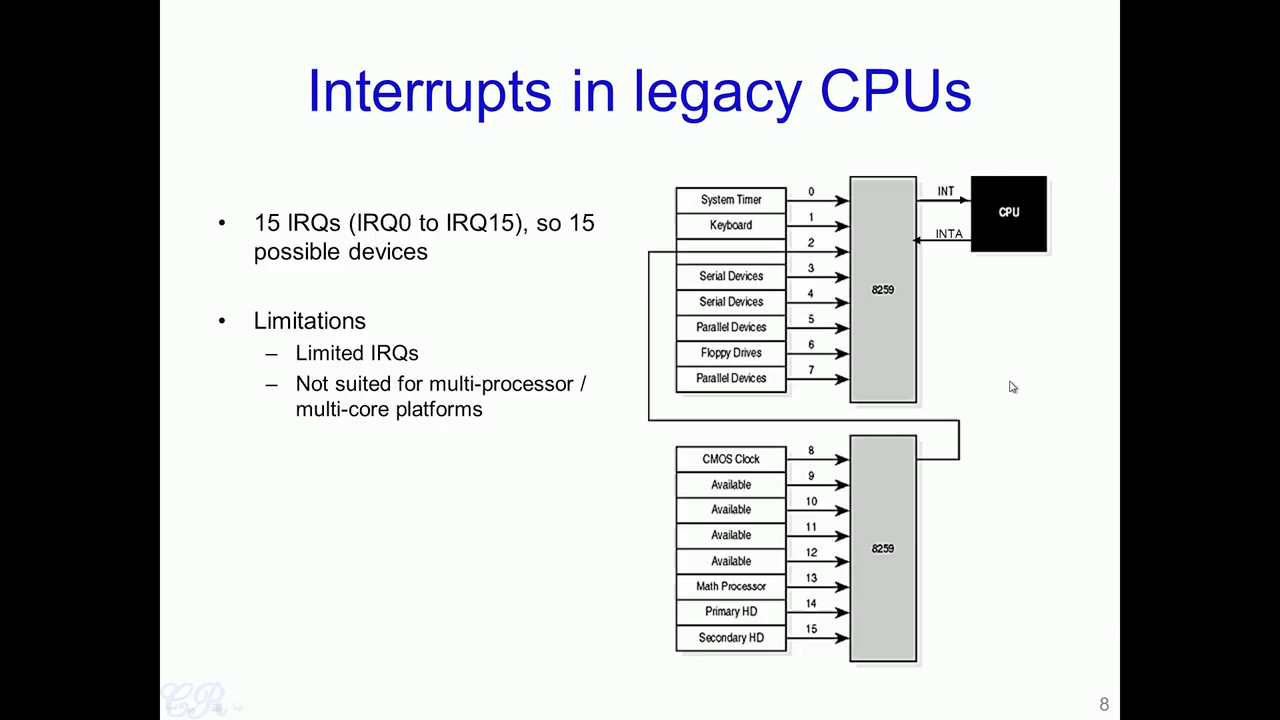 Interrupts in legacy CPUs
• 15 IRQs (IRQ0 to IRQ15), so 15
possible devices
• Limitations
– Limited IRQs
– Not suited for multi-processor /
multi-core platforms
System Timer 0
Keyboard 1
2
Serial Devices 3
Serial Devices 4
Parallel Devices 5
Floppy Drives 6
Parallel Devices 7
8259
INT
INTA
CPU
CMOS Clock 8
Available 9
Available 10
Available 11
Available 12
Math Processor 13
Primary HD 14
Secondary HD 15
8259
CR
8